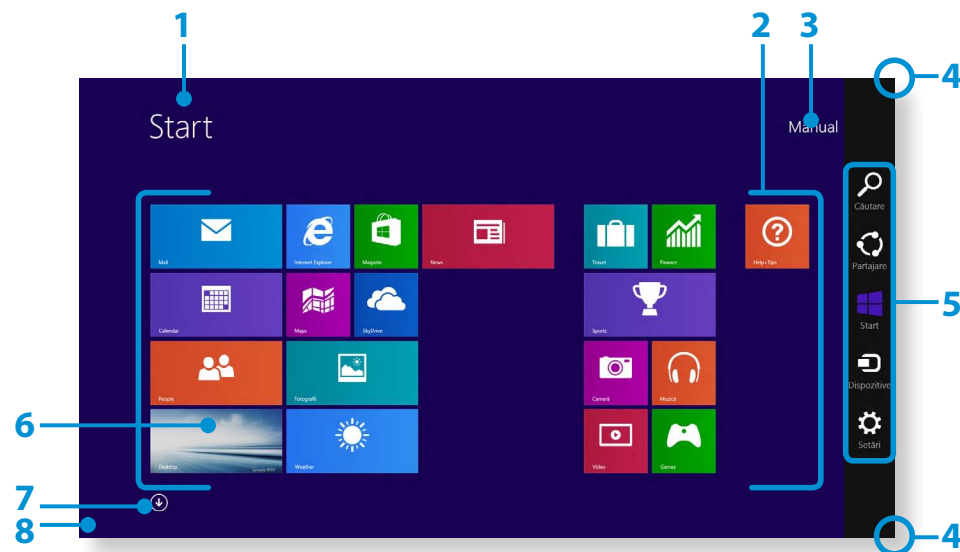 1
2
3
4
Start
Manual
Căutare
Partajare
Start
Dispozitive
Setări
5
Mail
Internet Explorer
Magazin
News
Travel
Finance
Help+Tips
Calendar
Maps
SkyDrive
Sports
People
Fotografii
Cameră
Muzică
Desktop
Weather
Video
Games
6
7
8
4